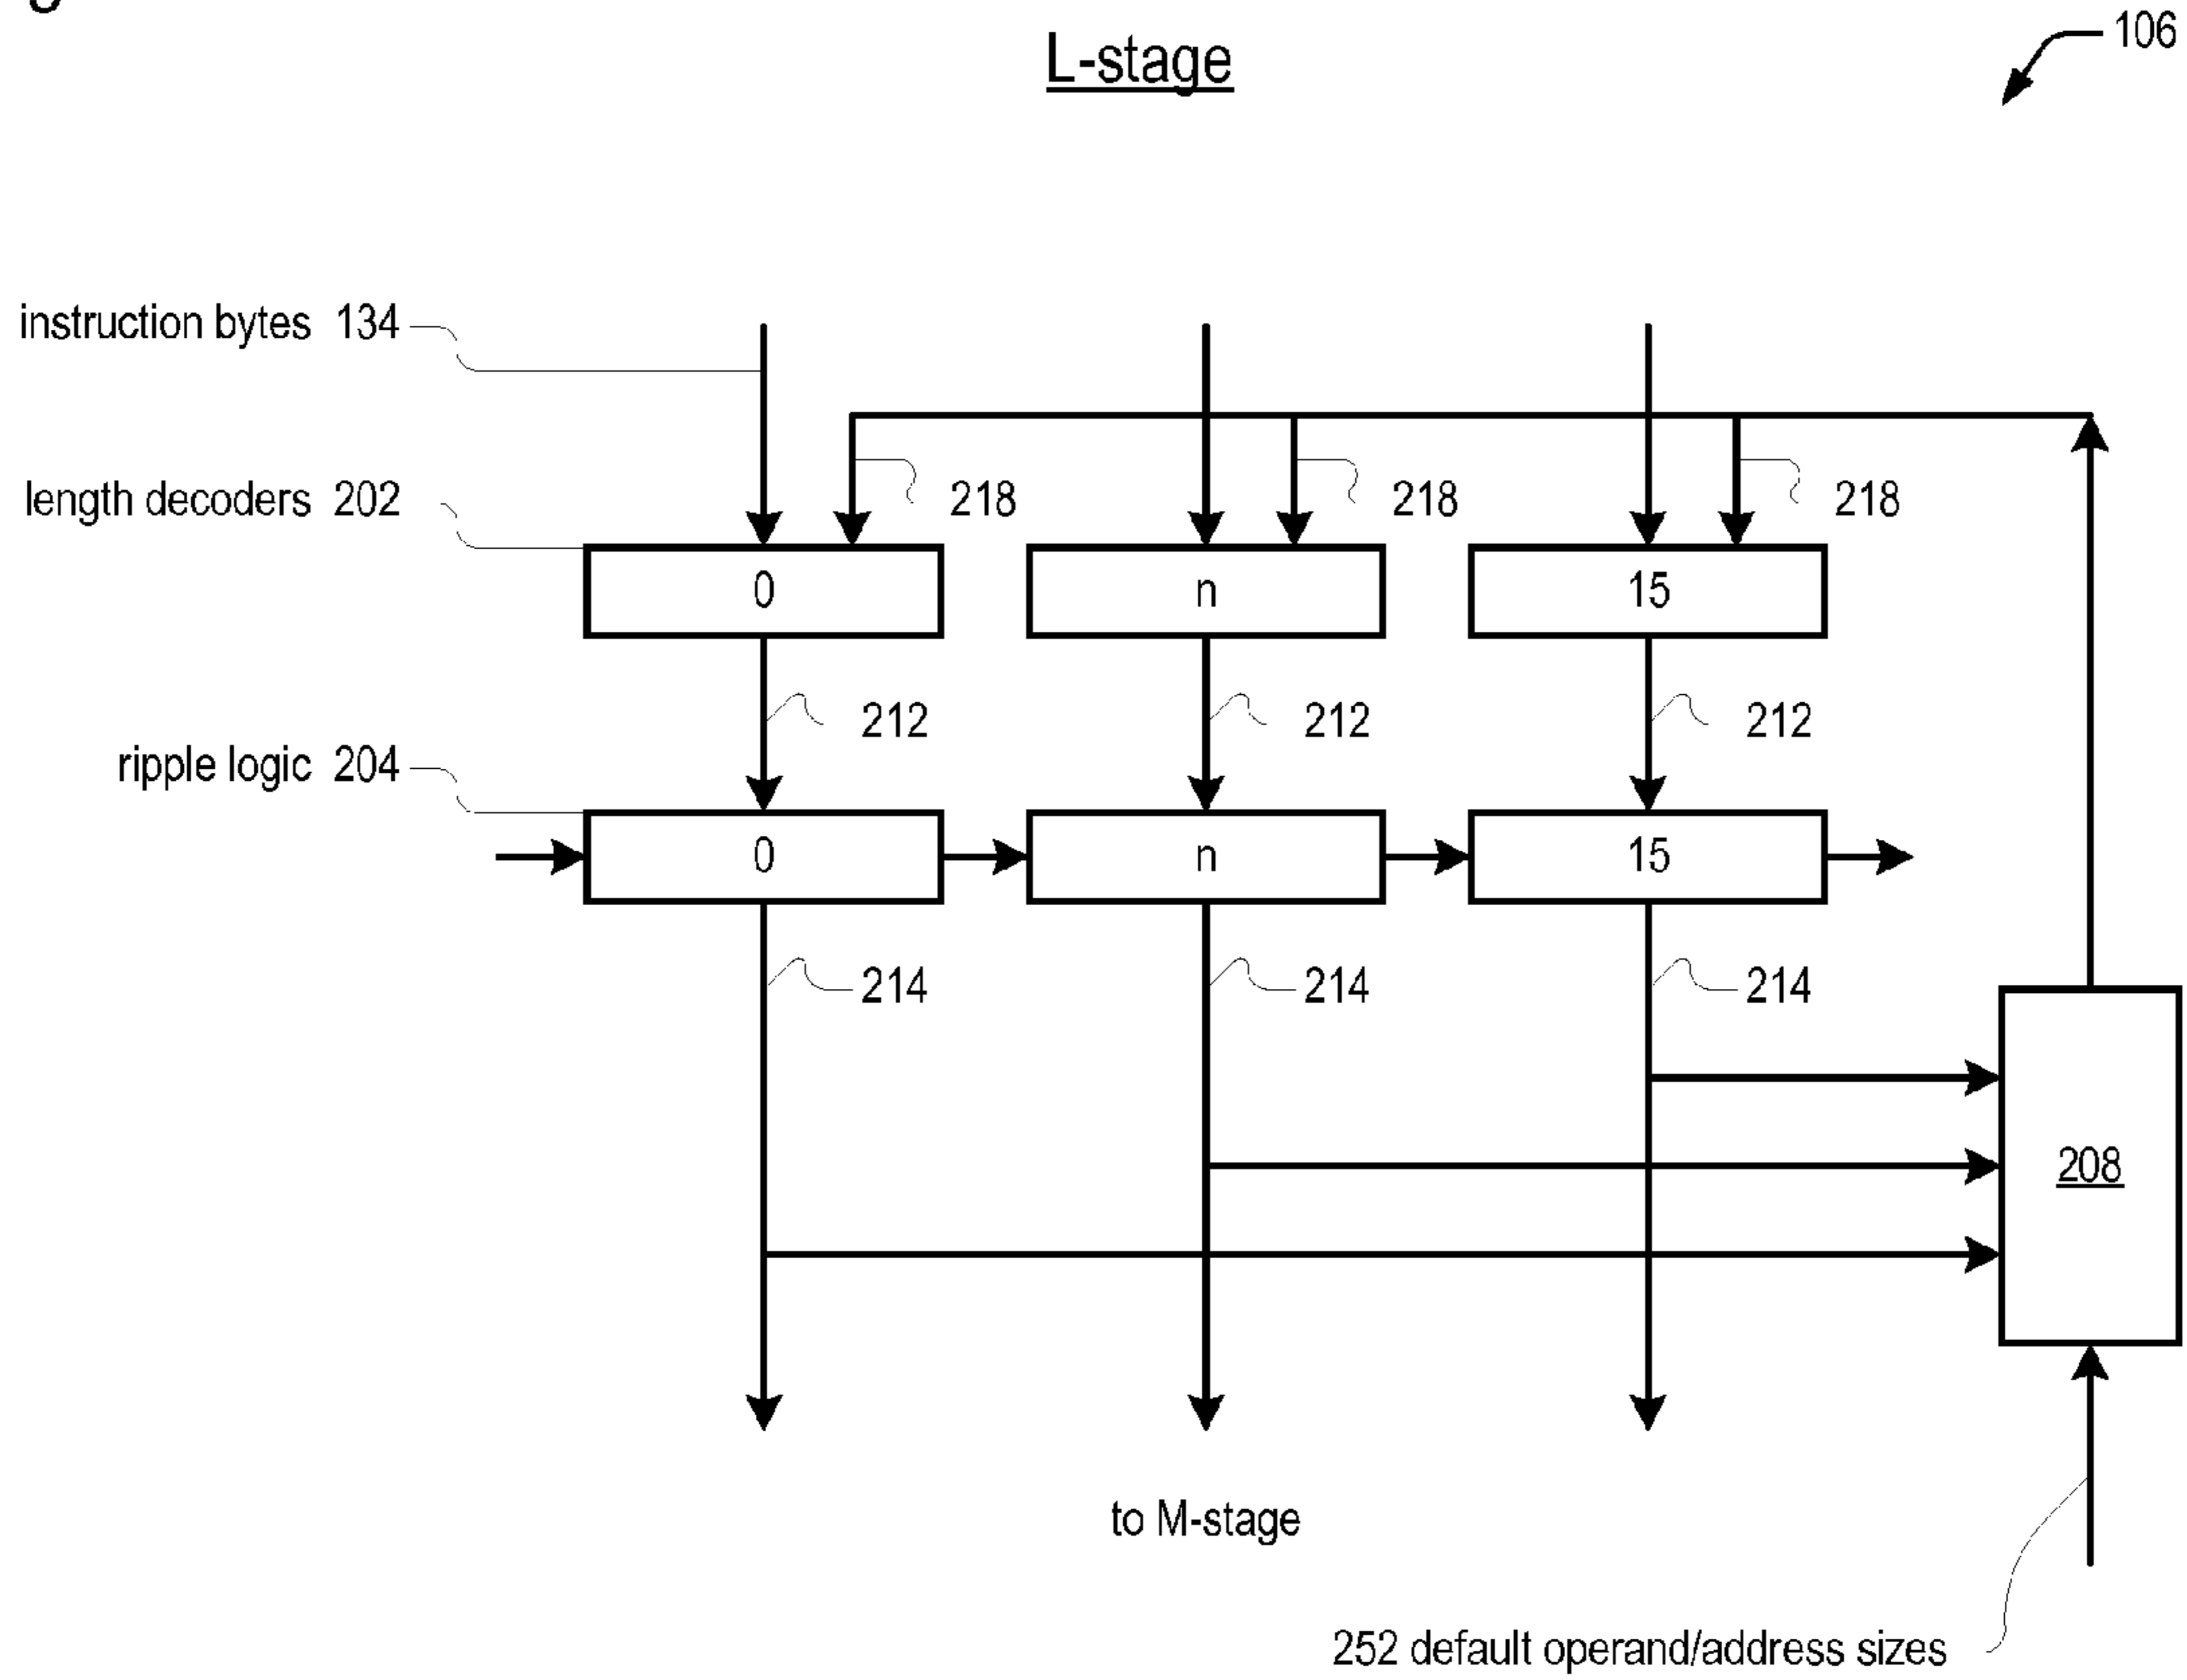 L-stage
106
instruction bytes 134
length decoders 202
218 218 218
0 n 15
212 212 212
ripple logic 204
0 n 15
214 214 214
208
to M-stage
252 default operand/address sizes